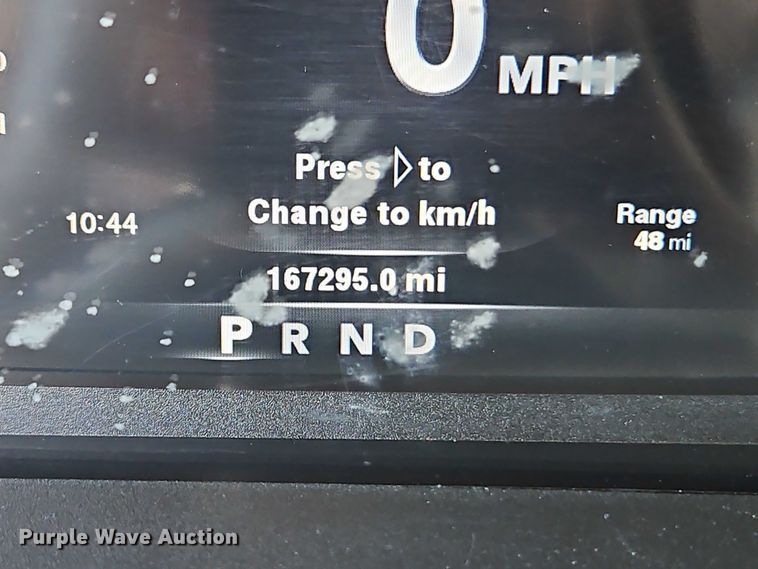 0 MPH
Press ▷ to
Change to km/h
10:44
Range
48 mi
167295.0 mi
P R N D
Purple Wave Auction